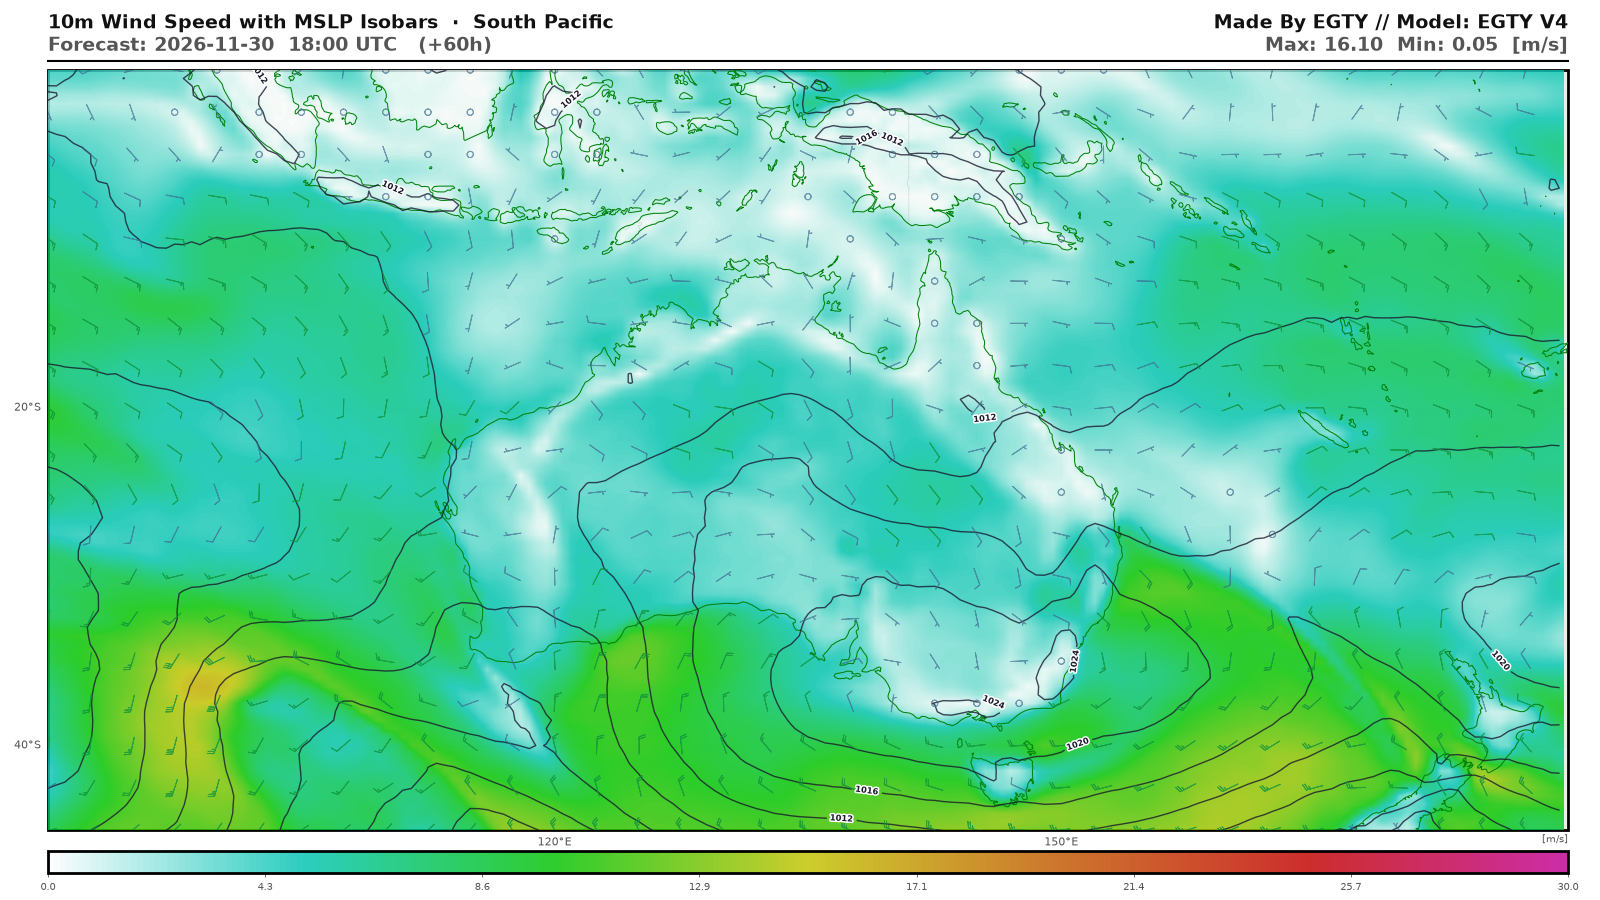 10m Wind Speed with MSLP Isobars · South Pacific
Made By EGTY // Model: EGTY V4
Forecast: 2026-11-30 18:00 UTC (+60h)
Max: 16.10 Min: 0.05 [m/s]
1012
1012
1016 1012
1012
20°S
1012
1020
1024
1024
40°S
1020
1016
1012
120°E
150°E
[m/s]
0.0
4.3
8.6
12.9
17.1
21.4
25.7
30.0